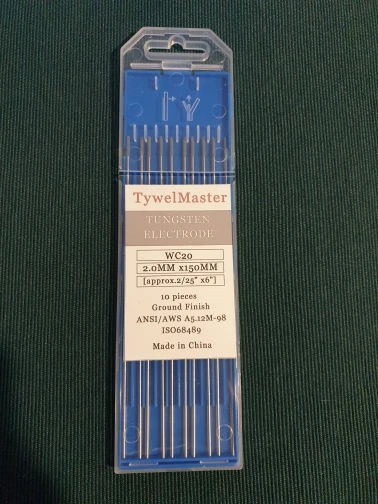 TywelMaster
TUNGSTEN
ELECTRODE
WC20
2.0MM x150MM
[approx.2/25" x6"]
10 pieces
Ground Finish
ANSI/AWS A5.12M-98
ISO68489
Made in China